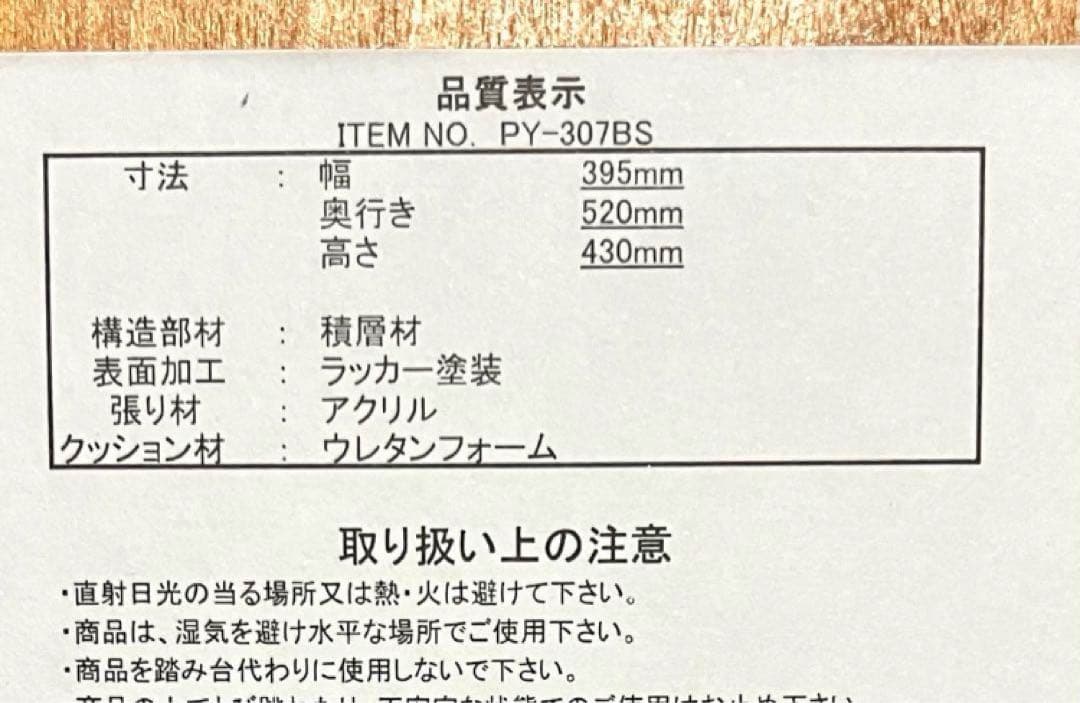 品質表示
ITEM NO. PY-307BS
寸法 : 幅 395mm
奥行き 520mm
高さ 430mm
構造部材 : 積層材
表面加工 : ラッカー塗装
張り材 : アクリル
クッション材 : ウレタンフォーム
取り扱い上の注意
・直射日光の当る場所又は熱・火は避けて下さい。
・商品は、湿気を避け水平な場所でご使用下さい。
・商品を踏み台代わりに使用しないで下さい。